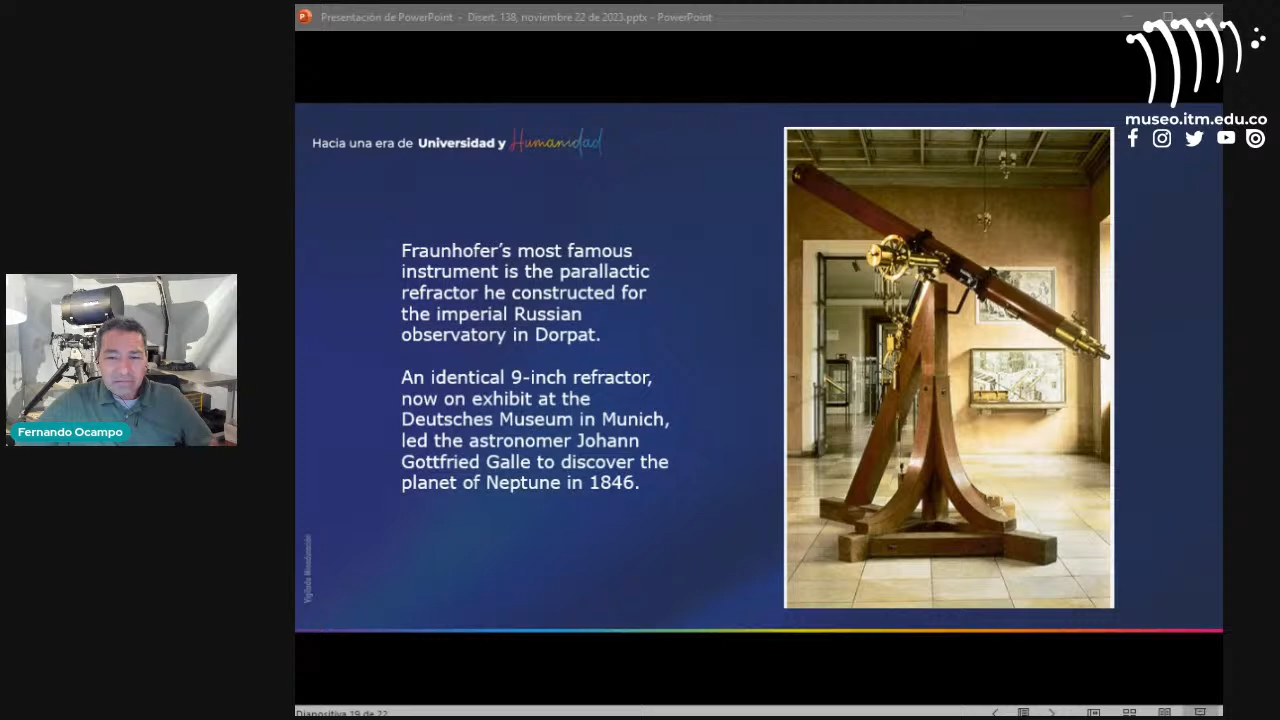 Presentación de PowerPoint - Disert. 138, noviembre 22 de 2023.pptx - PowerPoint
museo.itm.edu.co
Hacia una era de Universidad y Humanidad
Fraunhofer's most famous
instrument is the parallactic
refractor he constructed for
the imperial Russian
observatory in Dorpat.
An identical 9-inch refractor,
now on exhibit at the
Deutsches Museum in Munich,
led the astronomer Johann
Gottfried Galle to discover the
planet of Neptune in 1846.
Fernando Ocampo
Vigilada Mineducación
Diapositiva 19 de 22